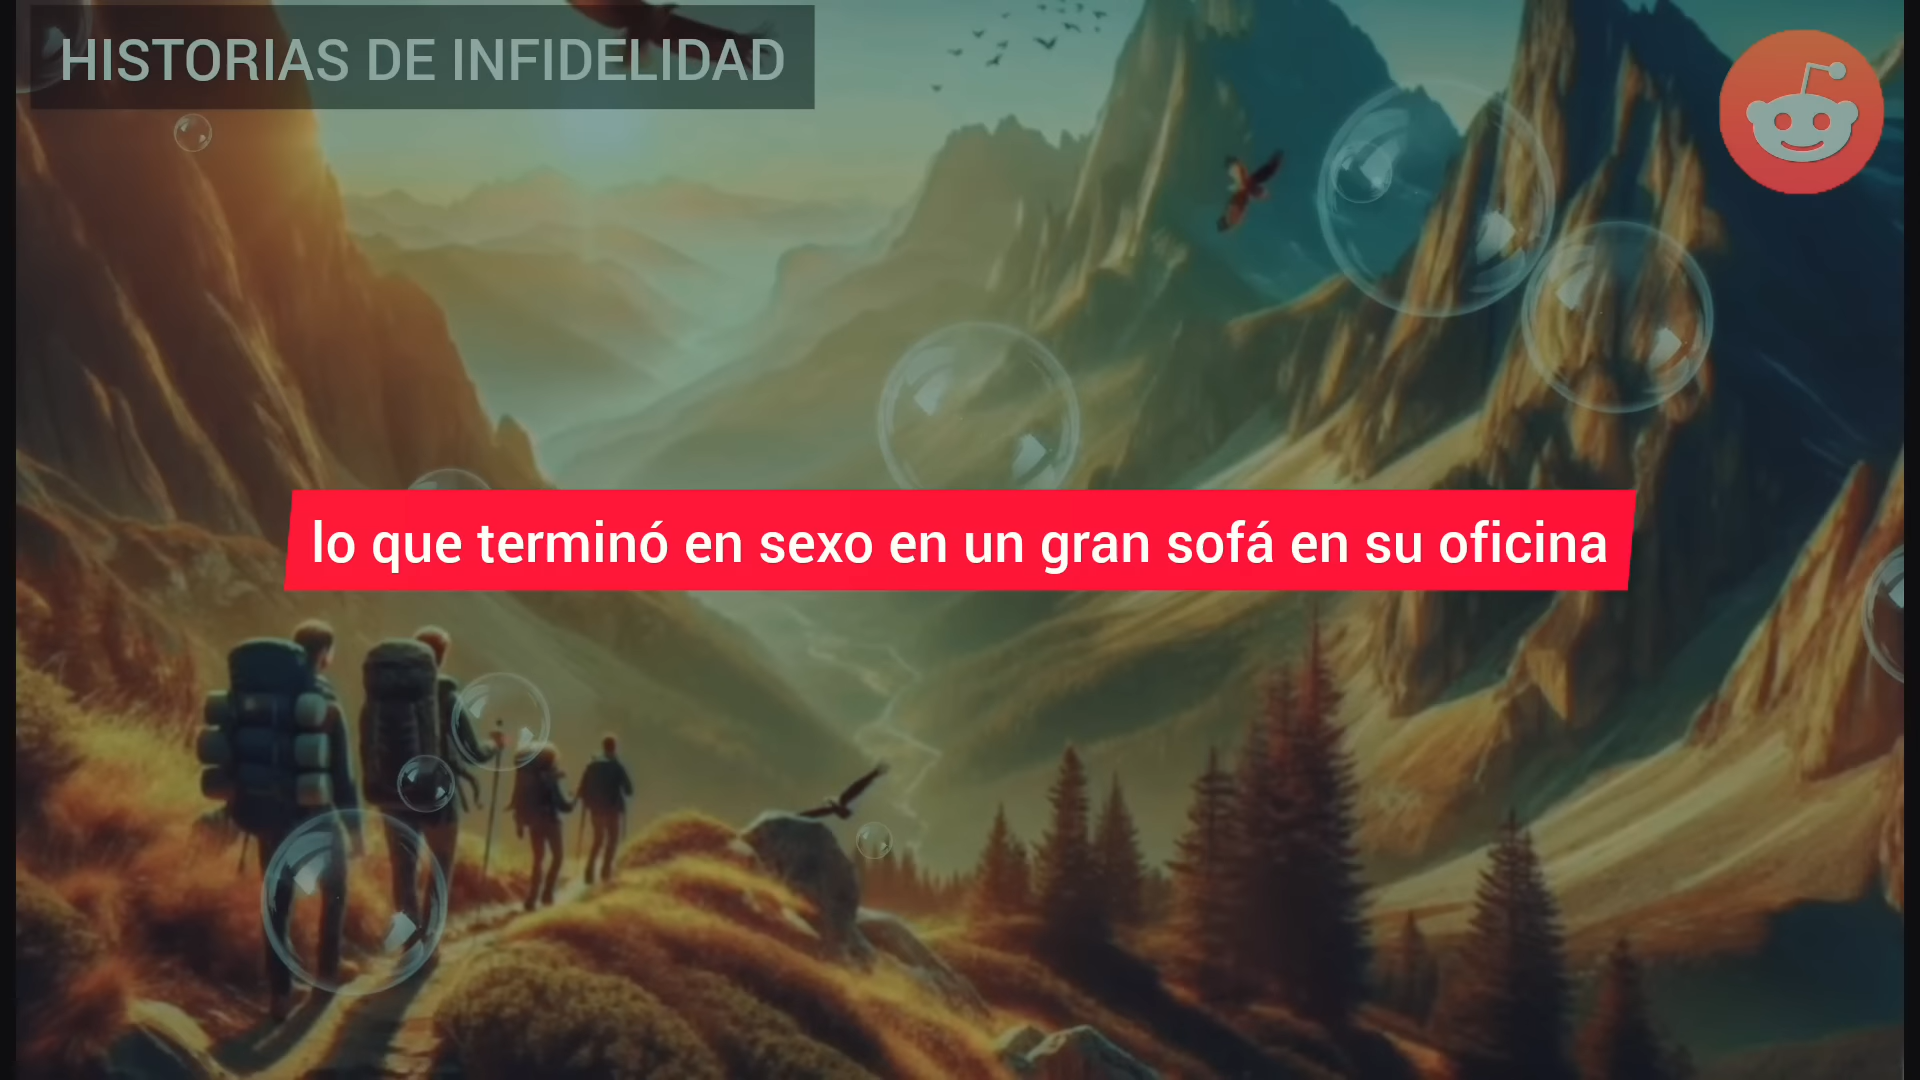 HISTORIAS DE INFIDELIDAD
lo que terminó en sexo en un gran sofá en su oficina